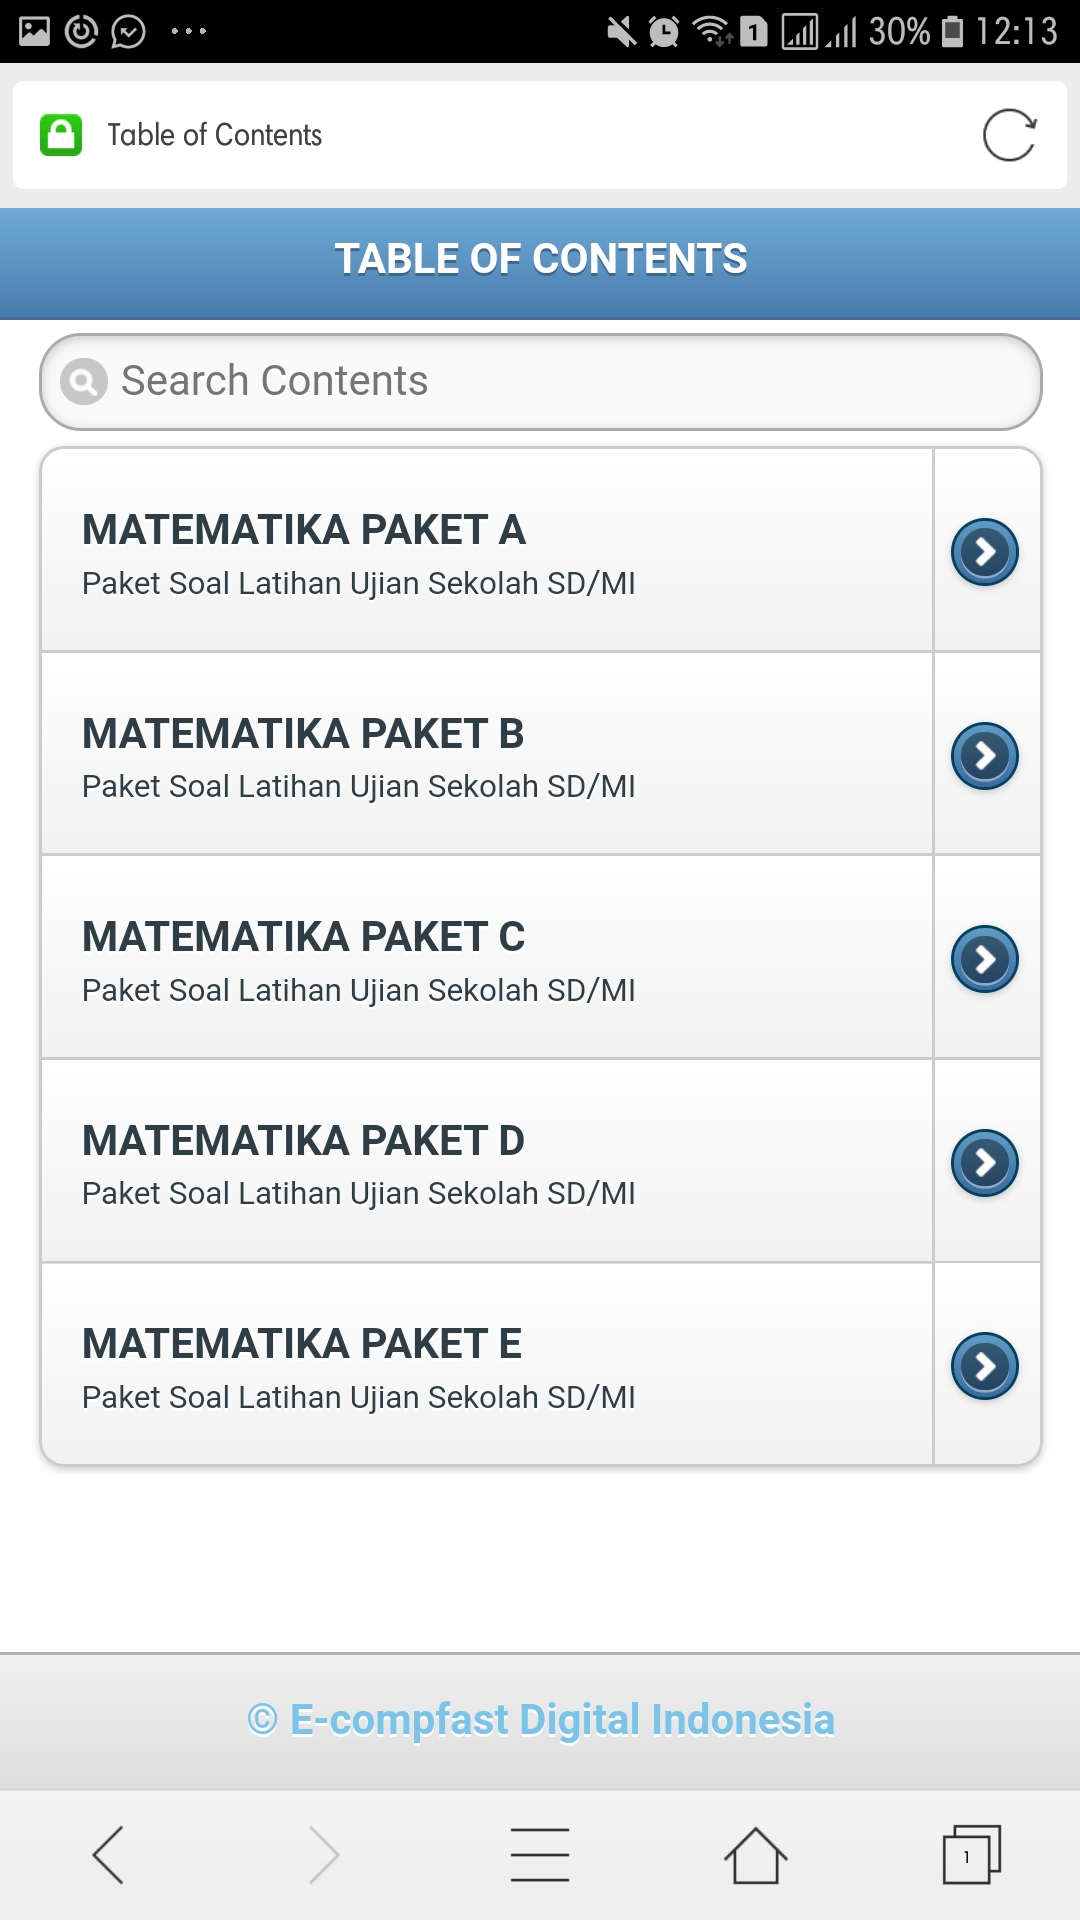 30% 12:13
Table of Contents
TABLE OF CONTENTS
Search Contents
MATEMATIKA PAKET A
Paket Soal Latihan Ujian Sekolah SD/MI
MATEMATIKA PAKET B
Paket Soal Latihan Ujian Sekolah SD/MI
MATEMATIKA PAKET C
Paket Soal Latihan Ujian Sekolah SD/MI
MATEMATIKA PAKET D
Paket Soal Latihan Ujian Sekolah SD/MI
MATEMATIKA PAKET E
Paket Soal Latihan Ujian Sekolah SD/MI
© E-compfast Digital Indonesia
1